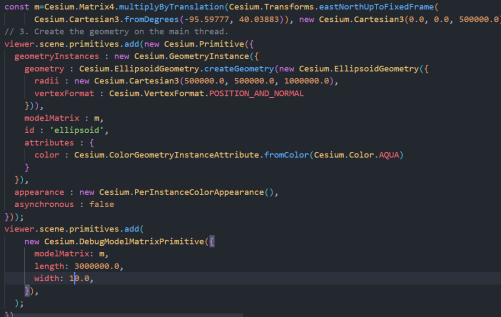 const m=Cesium.Matrix4.multiplyByTranslation(Cesium.Transforms.eastNorthUpToFixedFrame(
Cesium.Cartesian3.fromDegrees(-95.59777, 40.03883)), new Cesium.Cartesian3(0.0, 0.0, 500000.0
// 3. Create the geometry on the main thread.
viewer.scene.primitives.add(new Cesium.Primitive({
geometryInstances : new Cesium.GeometryInstance({
geometry : Cesium.EllipsoidGeometry.createGeometry(new Cesium.EllipsoidGeometry({
radii : new Cesium.Cartesian3(500000.0, 500000.0, 1000000.0),
vertexFormat : Cesium.VertexFormat.POSITION_AND_NORMAL
})),
modelMatrix : m,
id : 'ellipsoid',
attributes : {
color : Cesium.ColorGeometryInstanceAttribute.fromColor(Cesium.Color.AQUA)
}
}),
appearance : new Cesium.PerInstanceColorAppearance(),
asynchronous : false
}));
viewer.scene.primitives.add(
new Cesium.DebugModelMatrixPrimitive({
modelMatrix: m,
length: 3000000.0,
width: 10.0,
}),
);
})